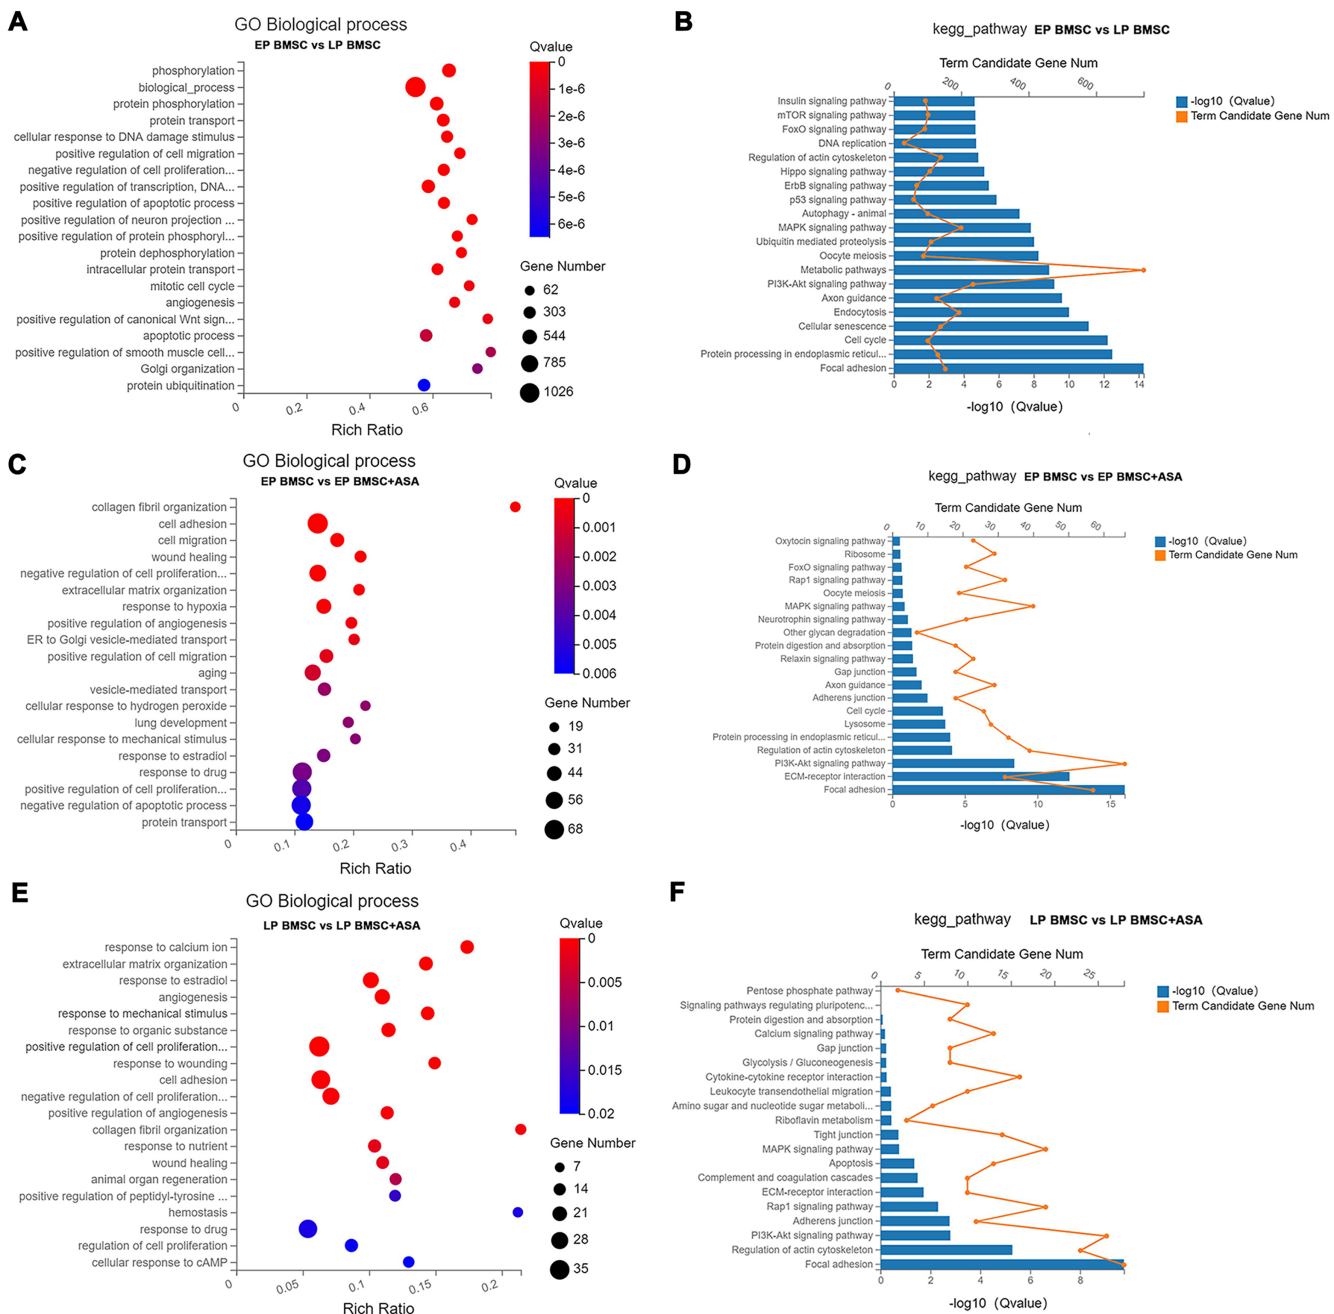 A
GO Biological process
EP BMSC vs LP BMSC
Qvalue
phosphorylation
biological_process
protein phosphorylation
protein transport
cellular response to DNA damage stimulus
positive regulation of cell migration
negative regulation of cell proliferation...
positive regulation of transcription, DNA...
positive regulation of apoptotic process
positive regulation of neuron projection ...
positive regulation of protein phosphoryl...
protein dephosphorylation
intracellular protein transport
mitotic cell cycle
angiogenesis
positive regulation of canonical Wnt sign...
apoptotic process
positive regulation of smooth muscle cell...
Golgi organization
protein ubiquitination
0
1e-6
2e-6
3e-6
4e-6
5e-6
6e-6
Gene Number
62
303
544
785
1026
0 0.2 0.4 0.6
Rich Ratio
B
kegg_pathway EP BMSC vs LP BMSC
Term Candidate Gene Num
0 200 400 600
Insulin signaling pathway
mTOR signaling pathway
FoxO signaling pathway
DNA replication
Regulation of actin cytoskeleton
Hippo signaling pathway
ErbB signaling pathway
p53 signaling pathway
Autophagy - animal
MAPK signaling pathway
Ubiquitin mediated proteolysis
Oocyte meiosis
Metabolic pathways
PI3K-Akt signaling pathway
Axon guidance
Endocytosis
Cellular senescence
Cell cycle
Protein processing in endoplasmic reticul...
Focal adhesion
0 2 4 6 8 10 12 14
-log10（Qvalue）
-log10（Qvalue）
Term Candidate Gene Num
C
GO Biological process
EP BMSC vs EP BMSC+ASA
Qvalue
collagen fibril organization
cell adhesion
cell migration
wound healing
negative regulation of cell proliferation...
extracellular matrix organization
response to hypoxia
positive regulation of angiogenesis
ER to Golgi vesicle-mediated transport
positive regulation of cell migration
aging
vesicle-mediated transport
cellular response to hydrogen peroxide
lung development
cellular response to mechanical stimulus
response to estradiol
response to drug
positive regulation of cell proliferation...
negative regulation of apoptotic process
protein transport
0
0.001
0.002
0.003
0.004
0.005
0.006
Gene Number
19
31
44
56
68
0 0.1 0.2 0.3 0.4
Rich Ratio
D
kegg_pathway EP BMSC vs EP BMSC+ASA
Term Candidate Gene Num
0 10 20 30 40 50 60
Oxytocin signaling pathway
Ribosome
FoxO signaling pathway
Rap1 signaling pathway
Oocyte meiosis
MAPK signaling pathway
Neurotrophin signaling pathway
Other glycan degradation
Protein digestion and absorption
Relaxin signaling pathway
Gap junction
Axon guidance
Adherens junction
Cell cycle
Lysosome
Protein processing in endoplasmic reticul...
Regulation of actin cytoskeleton
PI3K-Akt signaling pathway
ECM-receptor interaction
Focal adhesion
0 5 10 15
-log10（Qvalue）
-log10（Qvalue）
Term Candidate Gene Num
E
GO Biological process
LP BMSC vs LP BMSC+ASA
Qvalue
response to calcium ion
extracellular matrix organization
response to estradiol
angiogenesis
response to mechanical stimulus
response to organic substance
positive regulation of cell proliferation...
response to wounding
cell adhesion
negative regulation of cell proliferation...
positive regulation of angiogenesis
collagen fibril organization
response to nutrient
wound healing
animal organ regeneration
positive regulation of peptidyl-tyrosine ...
hemostasis
response to drug
regulation of cell proliferation
cellular response to cAMP
0
0.005
0.01
0.015
0.02
Gene Number
7
14
21
28
35
0 0.05 0.1 0.15 0.2
Rich Ratio
F
kegg_pathway LP BMSC vs LP BMSC+ASA
Term Candidate Gene Num
0 5 10 15 20 25
Pentose phosphate pathway
Signaling pathways regulating pluripotenc...
Protein digestion and absorption
Calcium signaling pathway
Gap junction
Glycolysis / Gluconeogenesis
Cytokine-cytokine receptor interaction
Leukocyte transendothelial migration
Amino sugar and nucleotide sugar metaboli...
Riboflavin metabolism
Tight junction
MAPK signaling pathway
Apoptosis
Complement and coagulation cascades
ECM-receptor interaction
Rap1 signaling pathway
Adherens junction
PI3K-Akt signaling pathway
Regulation of actin cytoskeleton
Focal adhesion
0 2 4 6 8
-log10（Qvalue）
-log10（Qvalue）
Term Candidate Gene Num